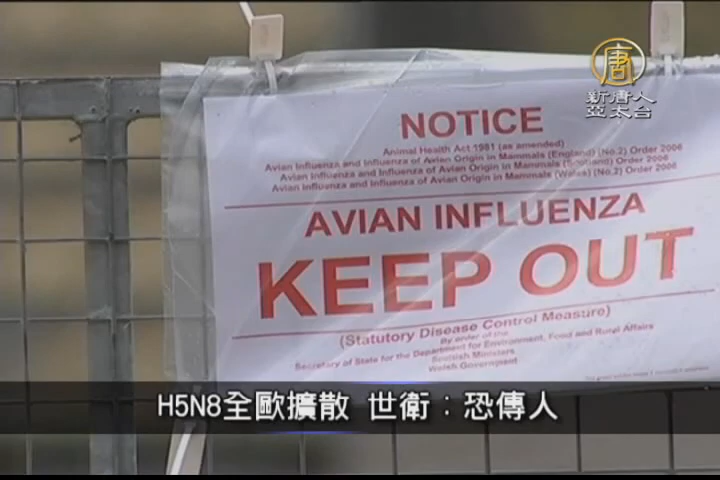 唐
新唐人
亞太台
NOTICE
Animal Health Act 1981 (as amended)
Avian Influenza and Influenza of Avian Origin in Mammals (England) (No.2) Order 2006
Avian Influenza and Influenza of Avian Origin in Mammals (Scotland) Order 2006
Avian Influenza and Influenza of Avian Origin in Mammals (Wales) (No.2) Order 2006
AVIAN INFLUENZA
KEEP OUT
(Statutory Disease Control Measure)
By order of the
Secretary of State for the Department for Environment, Food and Rural Affairs
Scottish Ministers
Welsh Government
H5N8全歐擴散 世衛：恐傳人